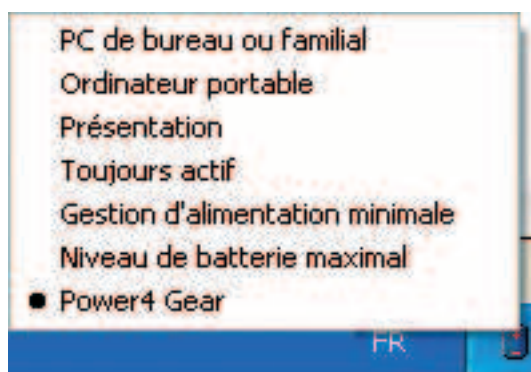 PC de bureau ou familial
Ordinateur portable
Présentation
Toujours actif
Gestion d'alimentation minimale
Niveau de batterie maximal
Power4 Gear
FR